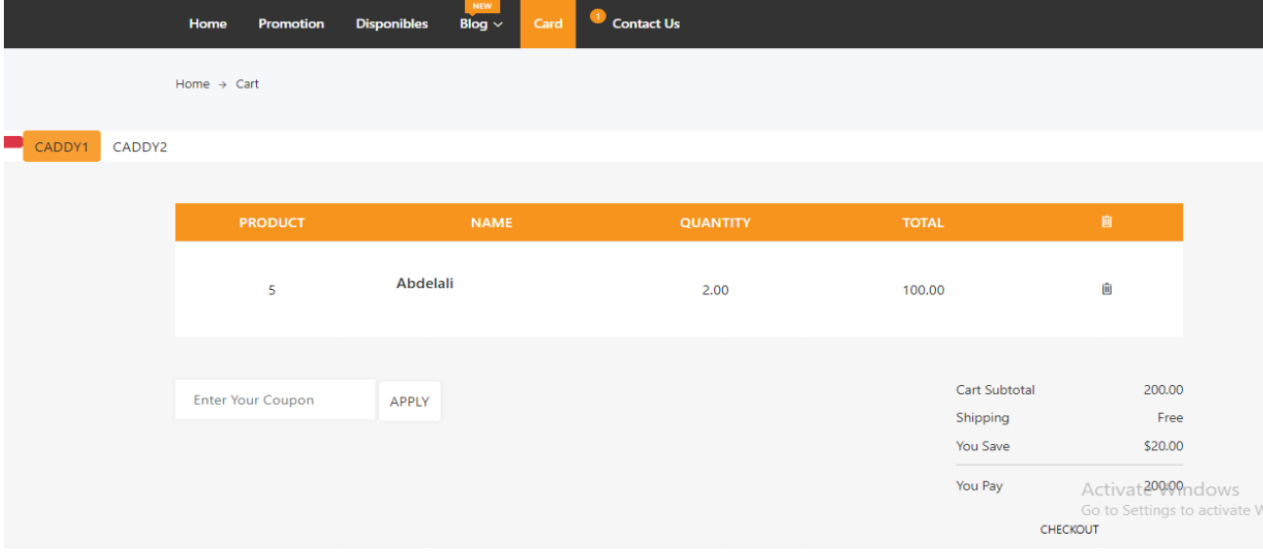 NEW
Home Promotion Disponibles Blog Card 1 Contact Us
Home → Cart
CADDY1 CADDY2
PRODUCT NAME QUANTITY TOTAL
5 Abdelali 2.00 100.00
Enter Your Coupon APPLY
Cart Subtotal 200.00
Shipping Free
You Save $20.00
You Pay 200.00
Activate Windows
Go to Settings to activate W
CHECKOUT